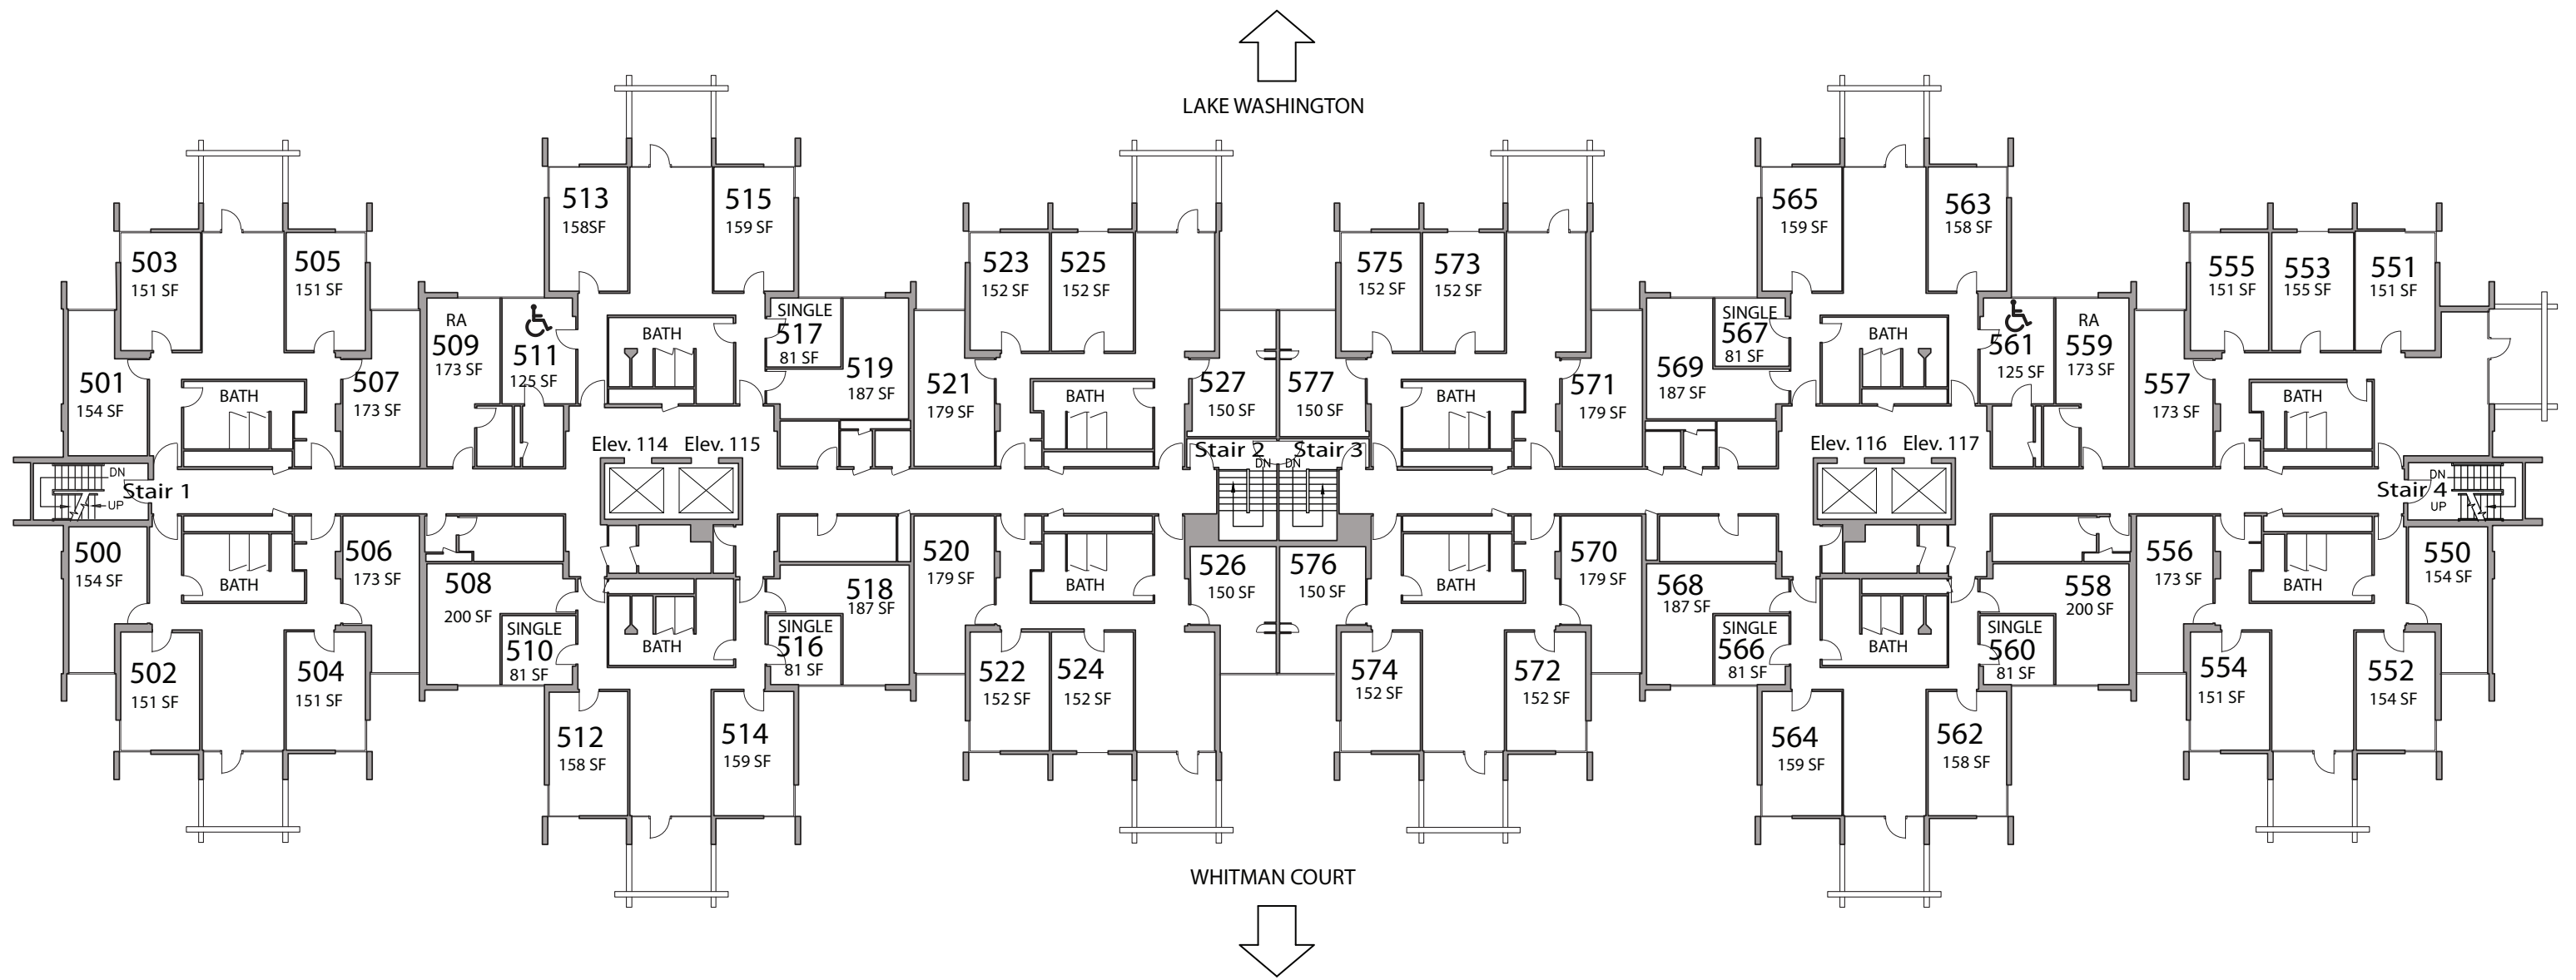 LAKE WASHINGTON
513
158SF
515
159 SF
565
159 SF
563
158 SF
503
151 SF
505
151 SF
523
152 SF
525
152 SF
575
152 SF
573
152 SF
555
151 SF
553
155 SF
551
151 SF
501
154 SF
BATH
507
173 SF
RA
509
173 SF
511
125 SF
BATH
SINGLE
517
81 SF
519
187 SF
521
179 SF
BATH
527
150 SF
577
150 SF
BATH
571
179 SF
569
187 SF
SINGLE
567
81 SF
BATH
561
125 SF
RA
559
173 SF
557
173 SF
BATH
Elev. 114
Elev. 115
Stair 2
Stair 3
DN
DN
Elev. 116
Elev. 117
DN
Stair 1
UP
DN
Stair 4
UP
500
154 SF
BATH
506
173 SF
508
200 SF
SINGLE
510
81 SF
BATH
SINGLE
516
81 SF
518
187 SF
520
179 SF
BATH
526
150 SF
576
150 SF
BATH
570
179 SF
568
187 SF
SINGLE
566
81 SF
BATH
SINGLE
560
81 SF
558
200 SF
556
173 SF
BATH
550
154 SF
502
151 SF
504
151 SF
522
152 SF
524
152 SF
574
152 SF
572
152 SF
554
151 SF
552
154 SF
512
158 SF
514
159 SF
564
159 SF
562
158 SF
WHITMAN COURT